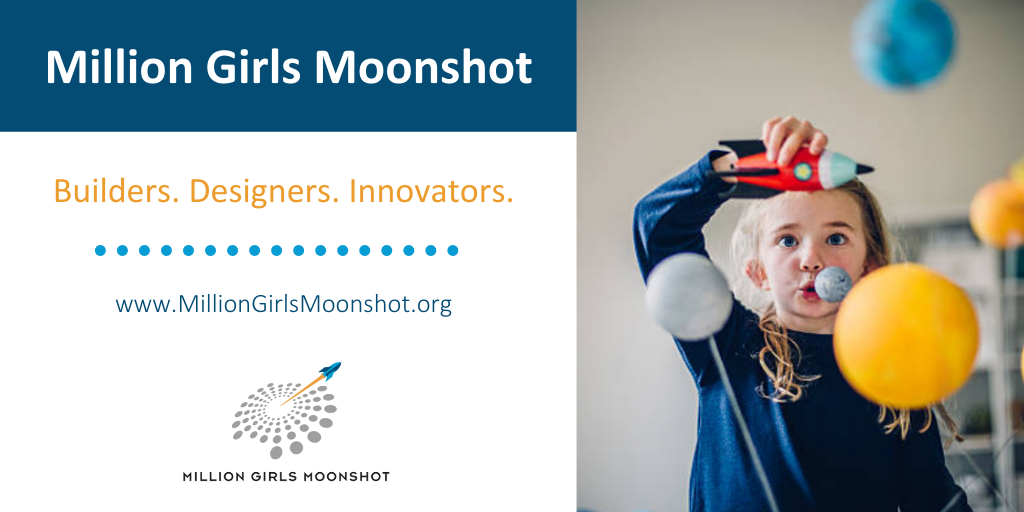 Million Girls Moonshot
Builders. Designers. Innovators.
www.MillionGirlsMoonshot.org
MILLION GIRLS MOONSHOT